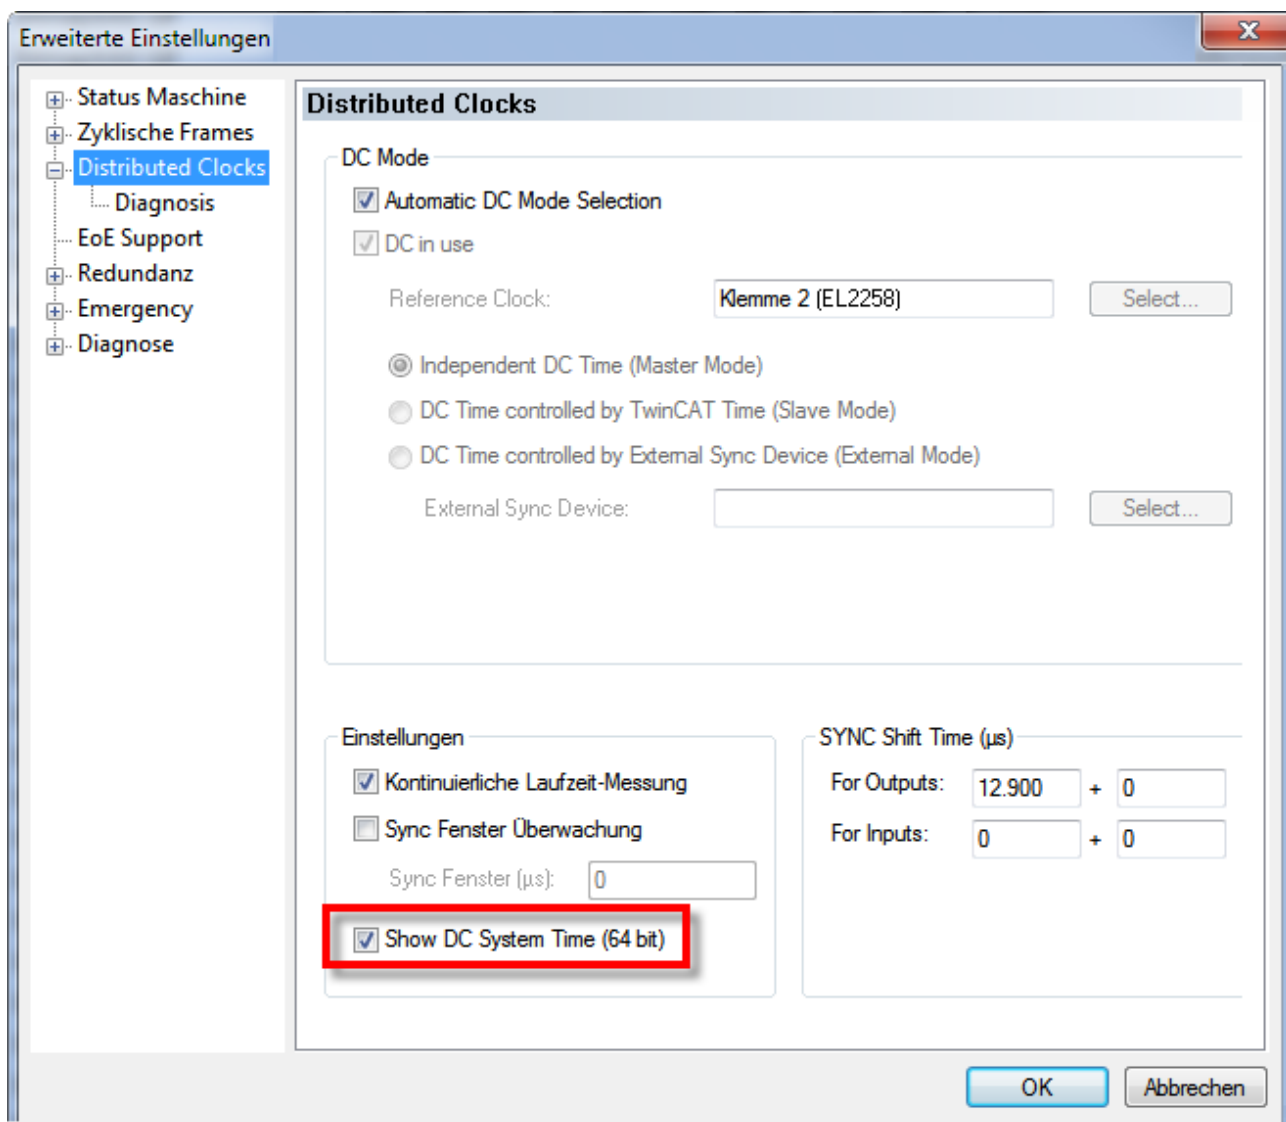 Erweiterte Einstellungen
Status Maschine
Zyklische Frames
Distributed Clocks
Diagnosis
EoE Support
Redundanz
Emergency
Diagnose
Distributed Clocks
DC Mode
Automatic DC Mode Selection
DC in use
Reference Clock: Klemme 2 (EL2258) Select...
Independent DC Time (Master Mode)
DC Time controlled by TwinCAT Time (Slave Mode)
DC Time controlled by External Sync Device (External Mode)
External Sync Device: Select...
Einstellungen
Kontinuierliche Laufzeit-Messung
Sync Fenster Überwachung
Sync Fenster (µs): 0
Show DC System Time (64 bit)
SYNC Shift Time (µs)
For Outputs: 12.900 + 0
For Inputs: 0 + 0
OK Abbrechen